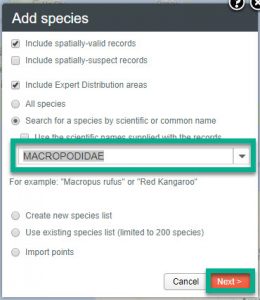 Add species
Include spatially-valid records
Include spatially-suspect records
Include Expert Distribution areas
All species
Search for a species by scientific or common name
Use the scientific names supplied with the records
MACROPODIDAE
For example: "Macropus rufus" or "Red Kangaroo"
Create new species list
Use existing species list (limited to 200 species)
Import points
Cancel
Next >